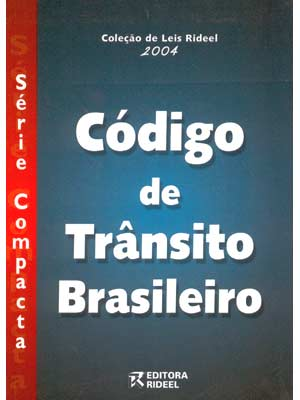 Coleção de Leis Rideel
2004
Série Compacta
Código
de
Trânsito
Brasileiro
EDITORA
RIDEEL